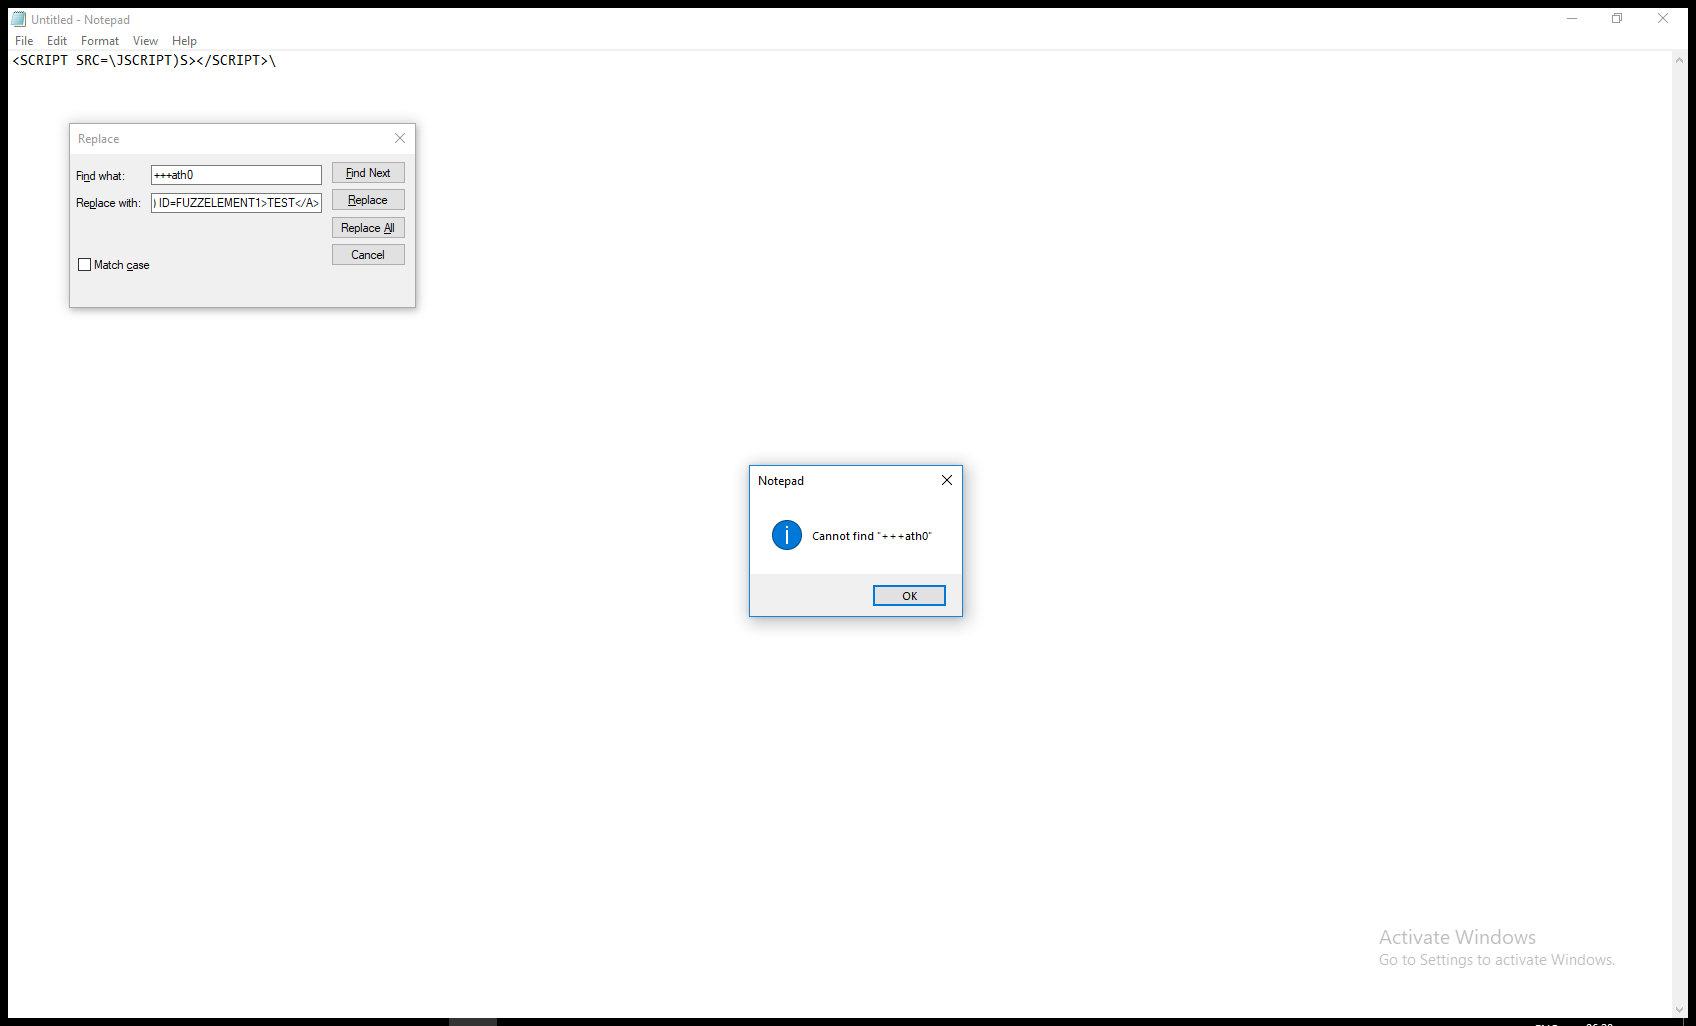 Untitled - Notepad
File Edit Format View Help
<SCRIPT SRC=\JSCRIPT)S></SCRIPT>\
Replace
Find what: +++ath0 Find Next
Replace with: ) ID=FUZZELEMENT1>TEST</A> Replace
Replace All
Cancel
Match case
Notepad
Cannot find "+++ath0"
OK
Activate Windows
Go to Settings to activate Windows.